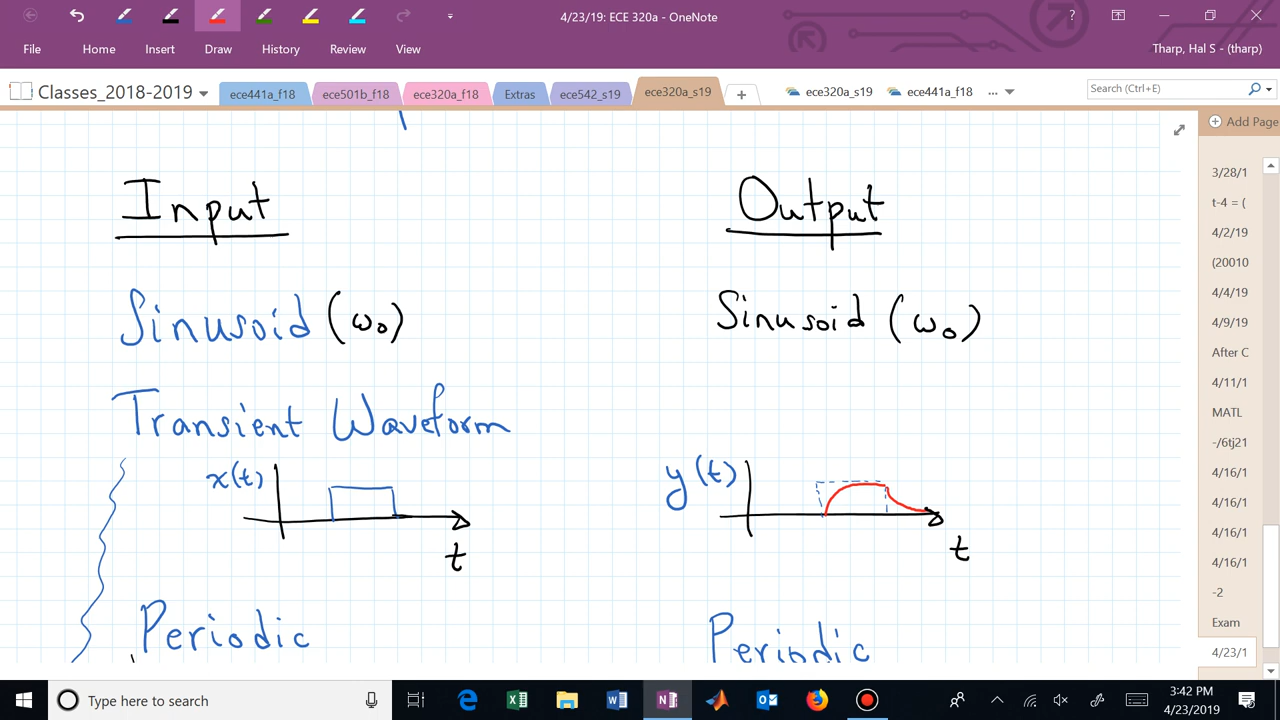 4/23/19: ECE 320a - OneNote
?
File Home Insert Draw History Review View
Tharp, Hal S - (tharp)
Classes_2018-2019 ece441a_f18 ece501b_f18 ece320a_f18 Extras ece542_s19 ece320a_s19 + ece320a_s19 ece441a_f18 ... Search (Ctrl+E)
Add Page
3/28/1
t-4 = (
4/2/19
(20010
4/4/19
4/9/19
After C
4/11/1
MATL
-/6tj21
4/16/1
4/16/1
4/16/1
4/16/1
-2
Exam
4/23/1
Input Output
Sinusoid (ω₀) Sinusoid (ω₀)
Transient Waveform
x(t) y(t)
t t
Periodic Periodic
Type here to search
3:42 PM
4/23/2019